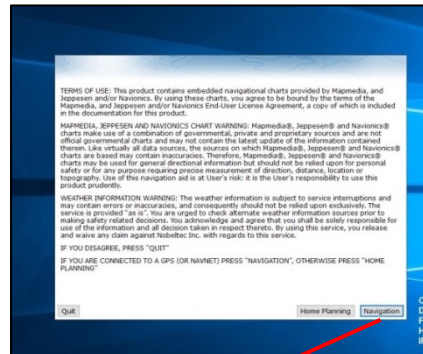 TERMS OF USE: This product contains embedded navigational charts provided by Mapmedia, and
Jeppesen and/or Navionics. By using these charts, you agree to be bound by the terms of the
Mapmedia, and Jeppesen and/or Navionics End-User License Agreement, a copy of which is included
in the documentation for this product.
MAPMEDIA, JEPPESEN AND NAVIONICS CHART WARNING: Mapmedia®, Jeppesen® and Navionics®
charts make use of a combination of governmental, private and proprietary sources and are not
official governmental charts and may not contain the latest update of the information contained
therein. Like virtually all data sources, the sources on which Mapmedia®, Jeppesen® and Navionics®
charts are based may contain inaccuracies. Therefore, Mapmedia®, Jeppesen® and Navionics®
charts may be used for general directional information but should not be relied upon for personal
safety or for any purpose requiring precise measurement of direction, distance, location or
topography. Use of this navigation aid is at User's risk: it is the User's responsibility to use this
product prudently.
WEATHER INFORMATION WARNING: The weather information is subject to service interruptions and
may contain errors or inaccuracies, and consequently should not be relied upon exclusively. The
service is provided "as is". You are urged to check alternate weather information sources prior to
making safety related decisions. You acknowledge and agree that you shall be solely responsible for
use of the information and all decision taken in respect thereto. By using this service, you release
and waive any claim against Nobeltec Inc. with regards to this service.
IF YOU DISAGREE, PRESS "QUIT"
IF YOU ARE CONNECTED TO A GPS (OR NAVNET) PRESS "NAVIGATION", OTHERWISE PRESS "HOME
PLANNING"
Quit Home Planning Navigation